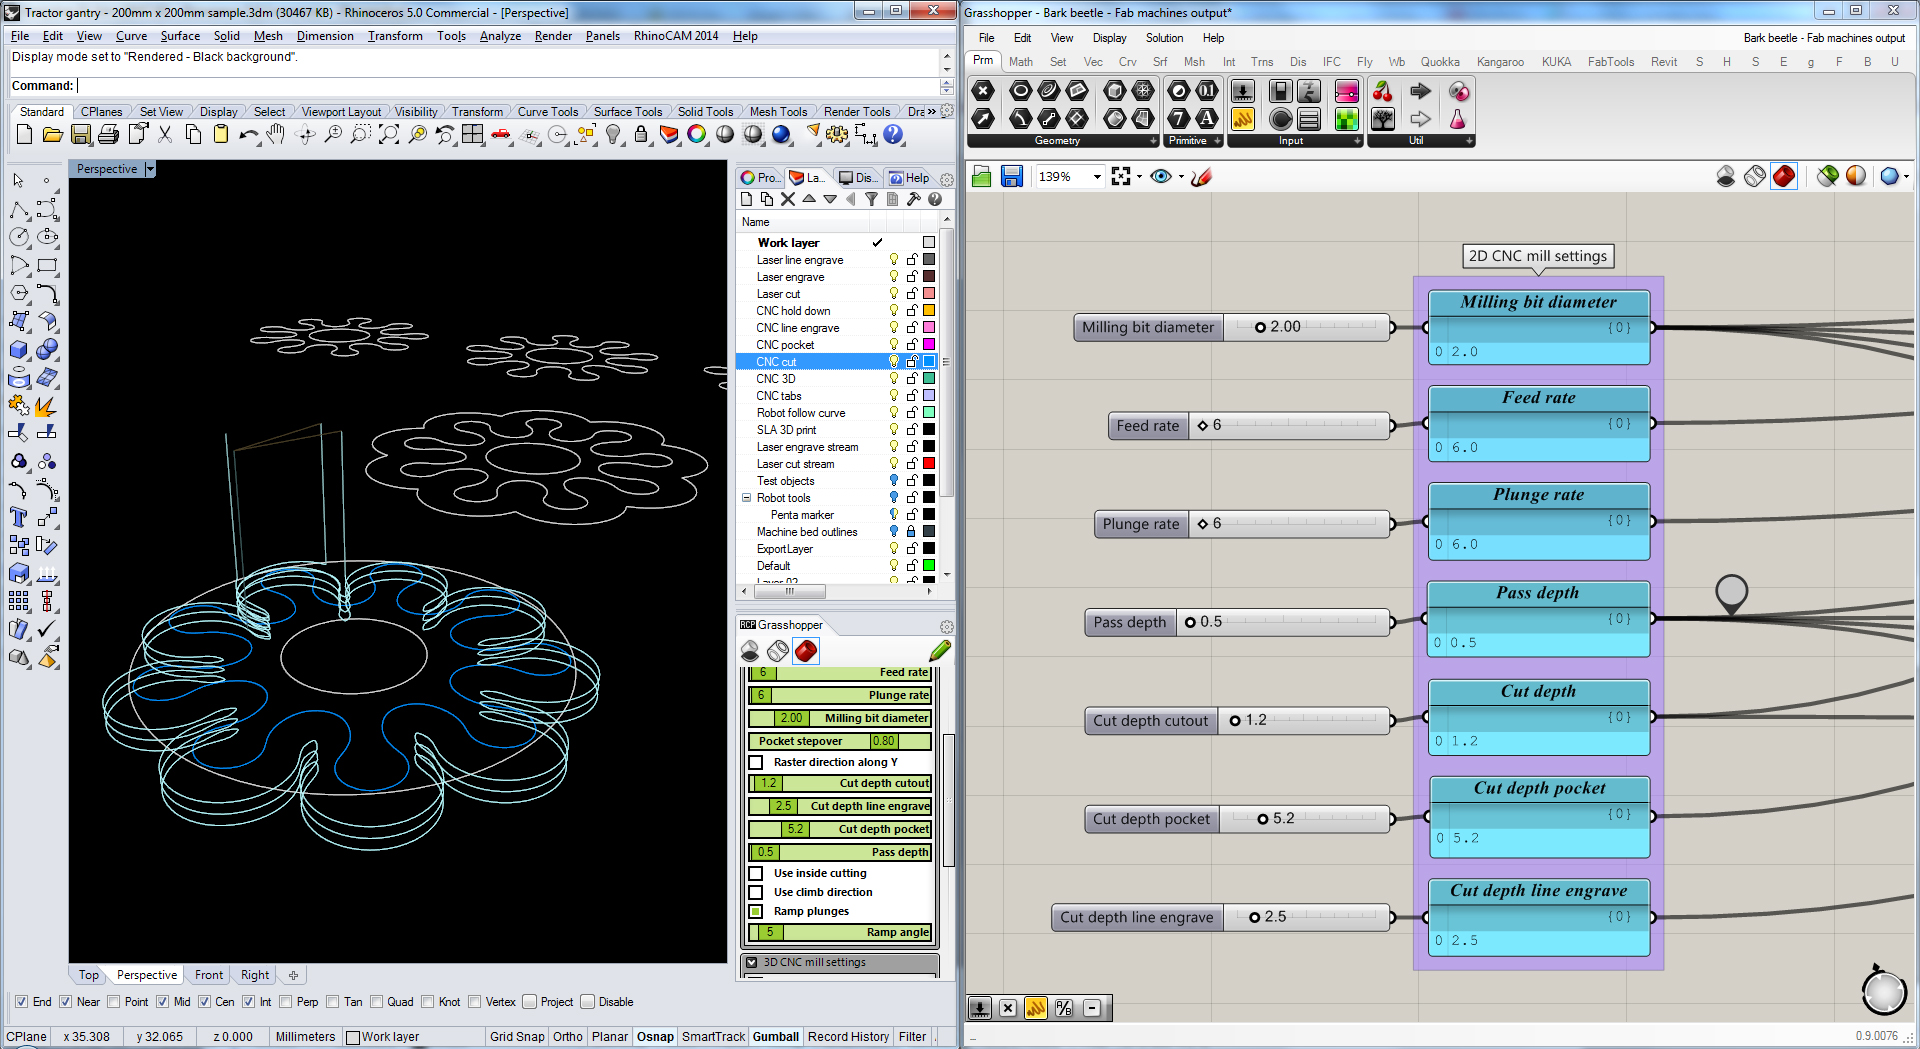 Tractor gantry - 200mm x 200mm sample.3dm (30467 KB) - Rhinoceros 5.0 Commercial - [Perspective]
File Edit View Curve Surface Solid Mesh Dimension Transform Tools Analyze Render Panels RhinoCAM 2014 Help
Display mode set to "Rendered - Black background".
Command:
Standard CPlanes Set View Display Select Viewport Layout Visibility Transform Curve Tools Surface Tools Solid Tools Mesh Tools Render Tools Dra »
Perspective
Pro... La... Dis... Help
Name
Work layer
Laser line engrave
Laser engrave
Laser cut
CNC hold down
CNC line engrave
CNC pocket
CNC cut
CNC 3D
CNC tabs
Robot follow curve
SLA 3D print
Laser engrave stream
Laser cut stream
Test objects
Robot tools
Penta marker
Machine bed outlines
ExportLayer
Default
Layer 02
RCP Grasshopper
6 Feed rate
6 Plunge rate
2.00 Milling bit diameter
Pocket stepover 0.80
Raster direction along Y
1.2 Cut depth cutout
2.5 Cut depth line engrave
5.2 Cut depth pocket
0.5 Pass depth
Use inside cutting
Use climb direction
Ramp plunges
5 Ramp angle
3D CNC mill settings
Top Perspective Front Right
End Near Point Mid Cen Int Perp Tan Quad Knot Vertex Project Disable
CPlane x 35.308 y 32.065 z 0.000 Millimeters Work layer Grid Snap Ortho Planar Osnap SmartTrack Gumball Record History Filter
Grasshopper - Bark beetle - Fab machines output*
File Edit View Display Solution Help Bark beetle - Fab machines output
Prm Math Set Vec Crv Srf Msh Int Trns Dis IFC Fly Wb Quokka Kangaroo KUKA FabTools Revit S H S E g F B U
0.1
7 A
Geometry Primitive Input Util
139%
2D CNC mill settings
Milling bit diameter 2.00
Milling bit diameter
{0}
0 2.0
Feed rate 6
Feed rate
{0}
0 6.0
Plunge rate 6
Plunge rate
{0}
0 6.0
Pass depth 0.5
Pass depth
{0}
0 0.5
Cut depth cutout 1.2
Cut depth
{0}
0 1.2
Cut depth pocket 5.2
Cut depth pocket
{0}
0 5.2
Cut depth line engrave 2.5
Cut depth line engrave
{0}
0 2.5
...
0.9.0076